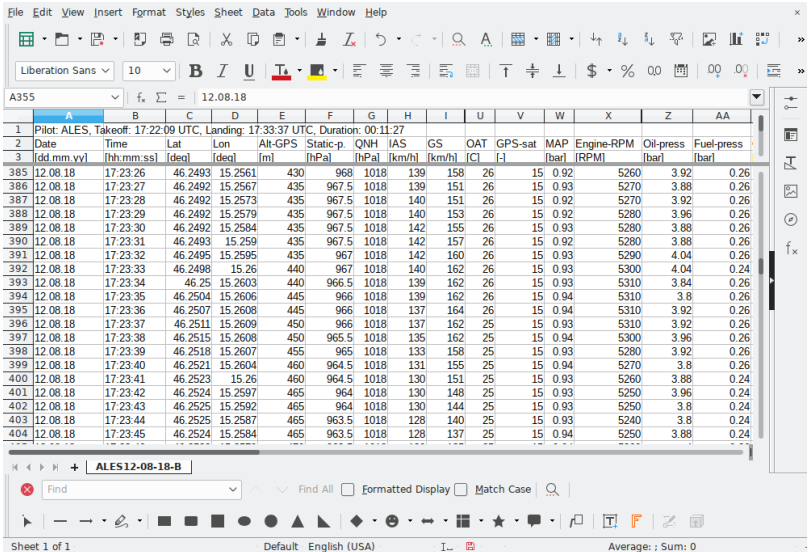 File Edit View Insert Format Styles Sheet Data Tools Window Help
Liberation Sans 10 B I U
A355 12.08.18
A B C D E F G H I U V W X Z AA
1 Pilot: ALES, Takeoff: 17:22:09 UTC, Landing: 17:33:37 UTC, Duration: 00:11:27
2 Date Time Lat Lon Alt-GPS Static-p. QNH IAS GS OAT GPS-sat MAP Engine-RPM Oil-press Fuel-press
3 [dd.mm.yy] [hh:mm:ss] [deg] [deg] [m] [hPa] [hPa] [km/h] [km/h] [C] [-] [bar] [RPM] [bar] [bar]
385 12.08.18 17:23:26 46.2493 15.2561 430 968 1018 139 158 26 15 0.92 5260 3.92 0.26
386 12.08.18 17:23:27 46.2492 15.2567 435 967.5 1018 139 151 26 15 0.93 5270 3.88 0.26
387 12.08.18 17:23:28 46.2492 15.2573 435 967.5 1018 140 151 26 15 0.92 5270 3.92 0.26
388 12.08.18 17:23:29 46.2492 15.2579 435 967.5 1018 140 153 26 15 0.92 5280 3.96 0.26
389 12.08.18 17:23:30 46.2492 15.2584 435 967.5 1018 142 155 26 15 0.93 5280 3.88 0.26
390 12.08.18 17:23:31 46.2493 15.259 435 967.5 1018 142 157 26 15 0.92 5280 3.88 0.26
391 12.08.18 17:23:32 46.2495 15.2595 435 967 1018 142 160 26 15 0.93 5290 4.04 0.26
392 12.08.18 17:23:33 46.2498 15.26 440 967 1018 140 162 26 15 0.93 5300 4.04 0.24
393 12.08.18 17:23:34 46.25 15.2603 440 966.5 1018 139 162 26 15 0.93 5310 3.84 0.26
394 12.08.18 17:23:35 46.2504 15.2606 445 966 1018 139 162 26 15 0.94 5310 3.8 0.26
395 12.08.18 17:23:36 46.2507 15.2608 445 966 1018 137 164 26 15 0.94 5310 3.92 0.26
396 12.08.18 17:23:37 46.2511 15.2609 450 966 1018 137 162 26 15 0.93 5310 3.92 0.26
397 12.08.18 17:23:38 46.2515 15.2608 450 965.5 1018 135 162 26 15 0.94 5300 3.96 0.26
398 12.08.18 17:23:39 46.2518 15.2607 455 965 1018 133 158 25 15 0.93 5280 3.92 0.26
399 12.08.18 17:23:40 46.2521 15.2604 460 964.5 1018 131 155 25 15 0.94 5270 3.8 0.26
400 12.08.18 17:23:41 46.2523 15.26 460 964.5 1018 130 151 25 15 0.93 5260 3.88 0.24
401 12.08.18 17:23:42 46.2524 15.2597 465 964 1018 130 148 25 15 0.93 5250 3.96 0.24
402 12.08.18 17:23:43 46.2525 15.2592 465 964 1018 130 144 25 15 0.93 5250 3.8 0.24
403 12.08.18 17:23:44 46.2525 15.2587 465 963.5 1018 128 140 25 15 0.93 5240 3.8 0.24
404 12.08.18 17:23:45 46.2524 15.2584 465 963.5 1018 128 137 25 15 0.94 5250 3.88 0.24
ALES12-08-18-B
Find Find All Formatted Display Match Case
Sheet 1 of 1 Default English (USA) Average: ; Sum: 0